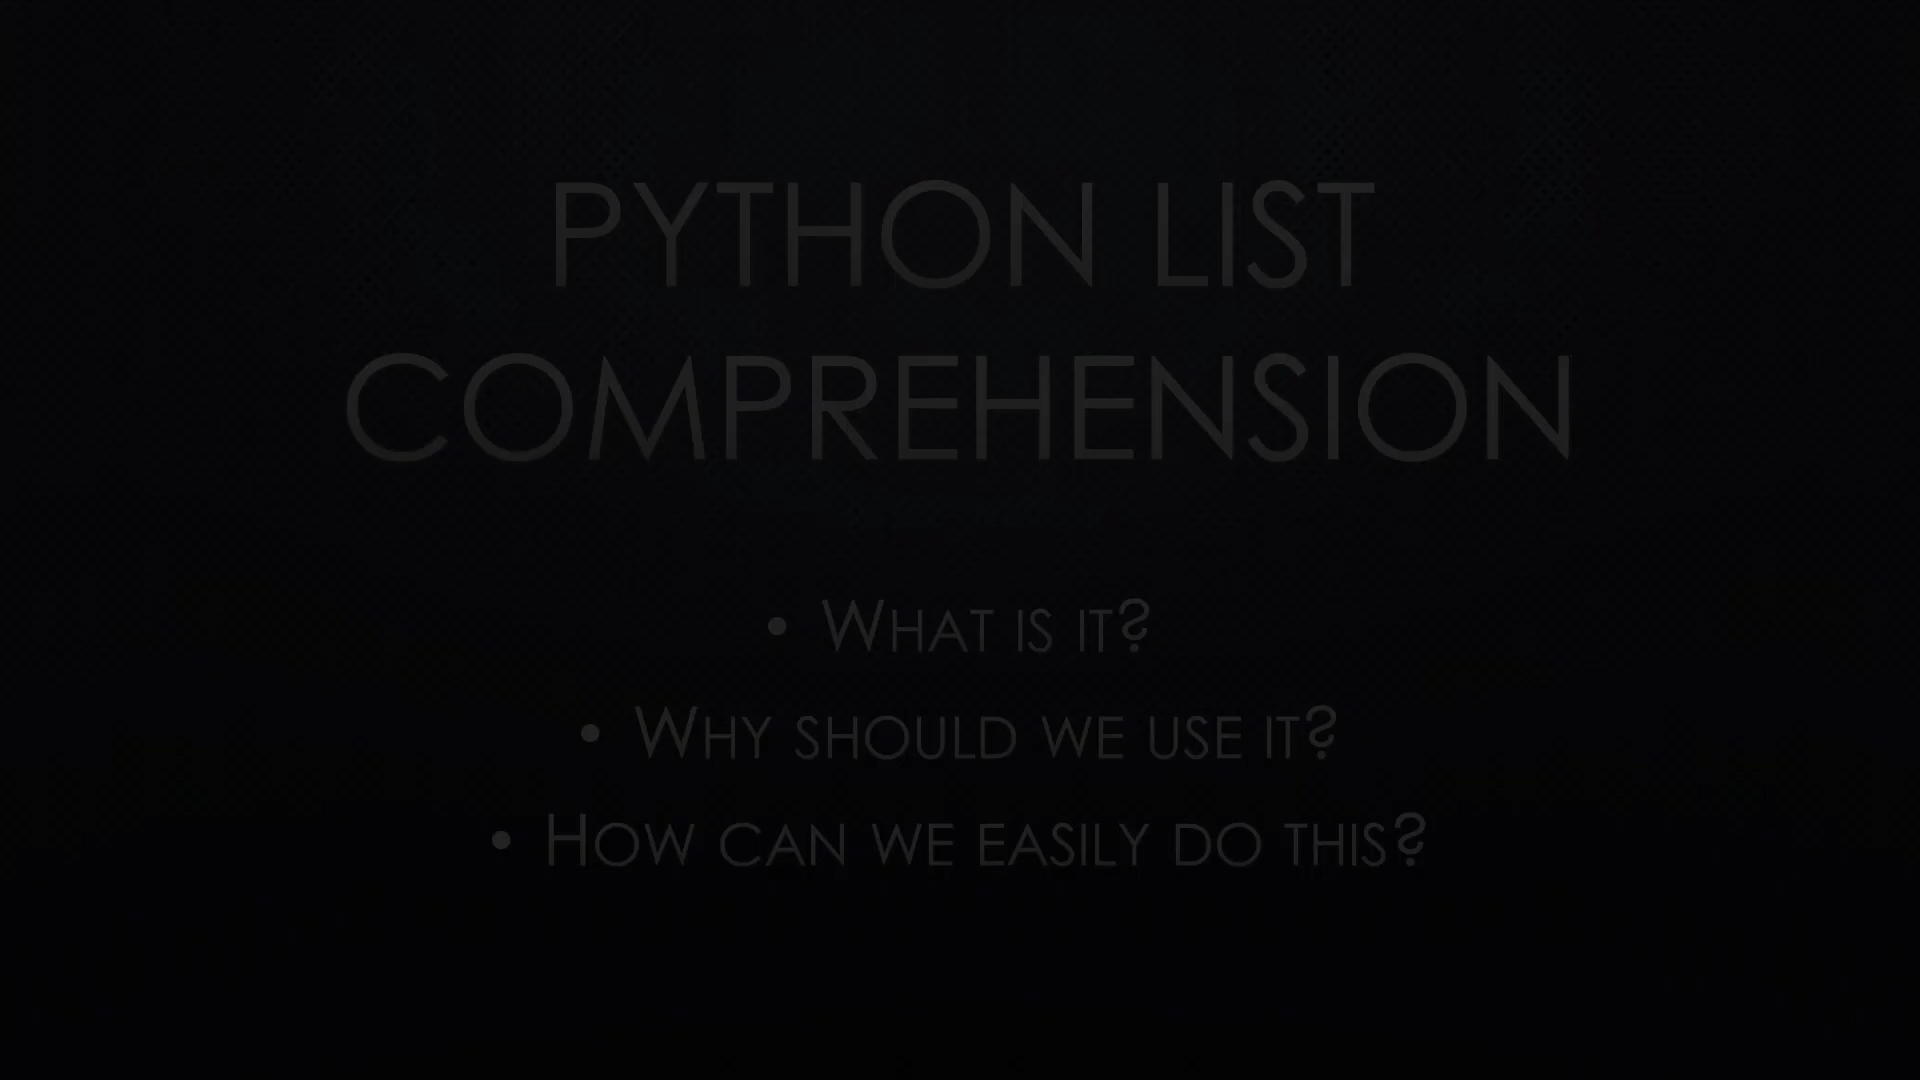 PYTHON LIST
COMPREHENSION
• WHAT IS IT?
• WHY SHOULD WE USE IT?
• HOW CAN WE EASILY DO THIS?